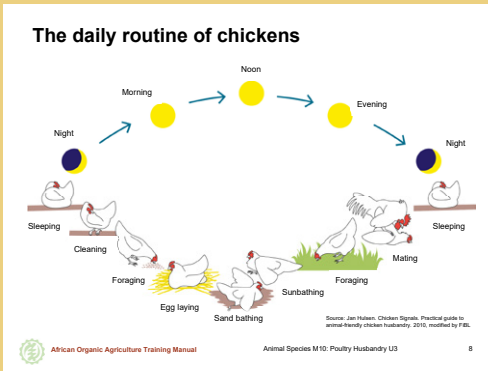 The daily routine of chickens
Noon
Morning
Evening
Night
Night
Sleeping
Sleeping
Cleaning
Mating
Foraging
Foraging
Sunbathing
Egg laying
Sand bathing
Source: Jan Hulsen. Chicken Signals. Practical guide to
animal-friendly chicken husbandry. 2010, modified by FiBL
African Organic Agriculture Training Manual
Animal Species M10: Poultry Husbandry U3
8